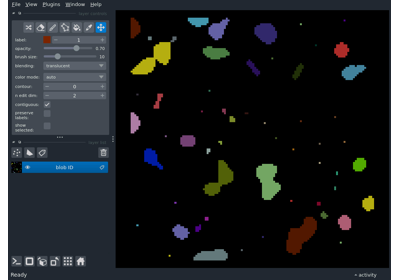 File View Plugins Window Help
label: 1
opacity: 0.70
brush size: 10
blending: translucent
color mode: auto
contour: 0
n edit dim: 2
contiguous:
preserve
labels:
show
selected:
blob ID
Ready
activity